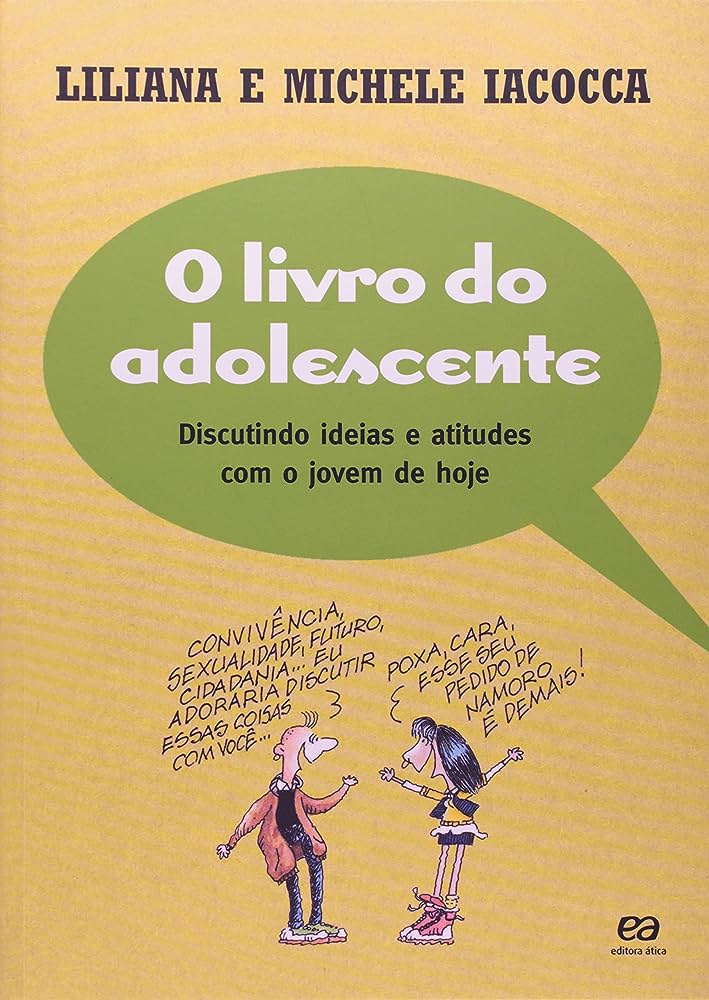 LILIANA E MICHELE IACOCCA
O livro do
adolescente
Discutindo ideias e atitudes
com o jovem de hoje
CONVIVÊNCIA,
SEXUALIDADE, FUTURO,
CIDADANIA... EU
ADORARIA DISCUTIR
ESSAS COISAS
COM VOCÊ...
POXA, CARA,
ESSE SEU
PEDIDO DE
NAMORO
É DEMAIS!
ea
editora ática